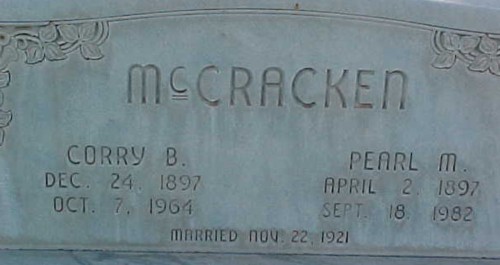 McCRACKEN
CORRY B.
DEC. 24, 1897
OCT. 7, 1964
PEARL M.
APRIL 2, 1897
SEPT. 18, 1982
MARRIED NOV. 22, 1921